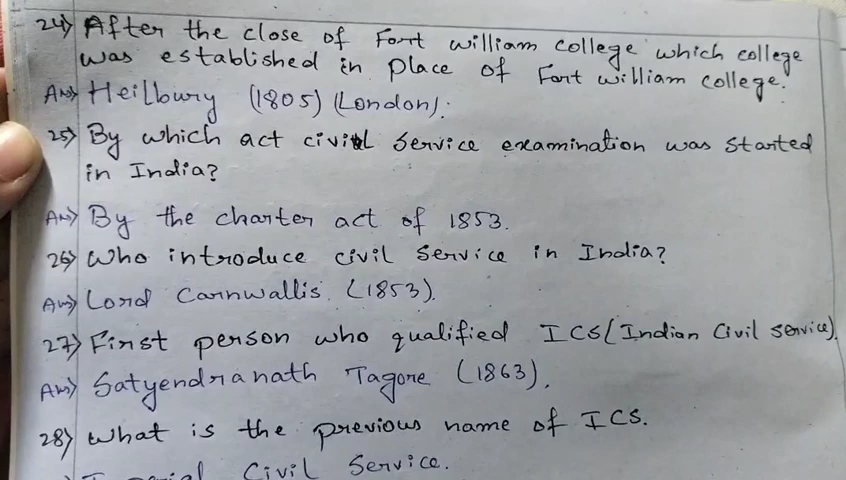 24) After the close of Fort william college which college
was established in place of Fort william college.
Ans) Heilbury (1805) (London).
25) By which act civil service examination was started
in India?
Ans) By the charter act of 1853.
26) Who introduce civil service in India?
Ans) Lord Carnwallis (1853).
27) First person who qualified ICS (Indian Civil service).
Ans) Satyendranath Tagore (1863).
28) What is the previous name of ICS.
Civil Service.